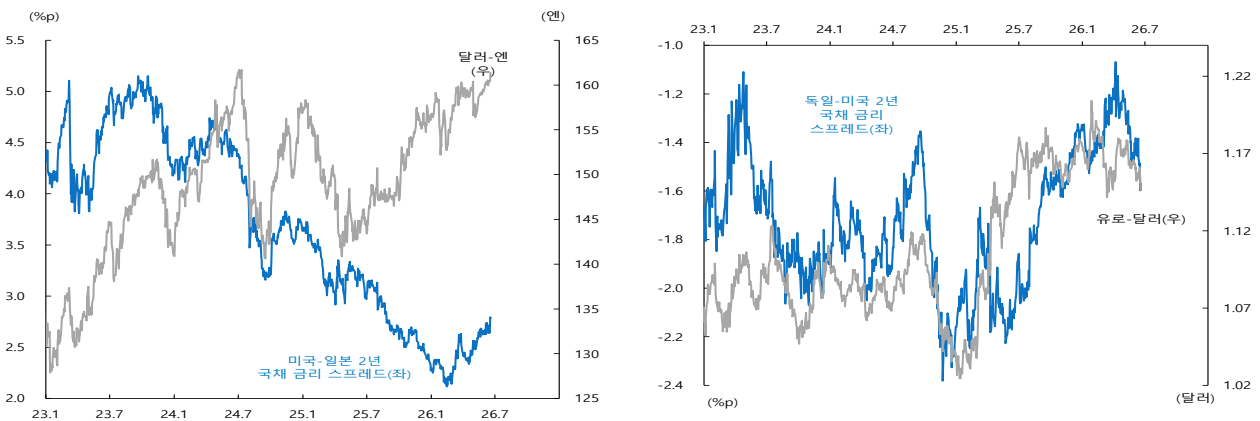 (%p)
(엔)
5.5
5.0
4.5
4.0
3.5
3.0
2.5
2.0
165
160
155
150
145
140
135
130
125
달러-엔
(우)
미국-일본 2년
국채 금리 스프레드(좌)
23.1 23.7 24.1 24.7 25.1 25.7 26.1 26.7
23.1 23.7 24.1 24.7 25.1 25.7 26.1 26.7
-1.0
-1.2
-1.4
-1.6
-1.8
-2.0
-2.2
-2.4
1.22
1.17
1.12
1.07
1.02
독일-미국 2년
국채 금리
스프레드(좌)
유로-달러(우)
(%p)
(달러)